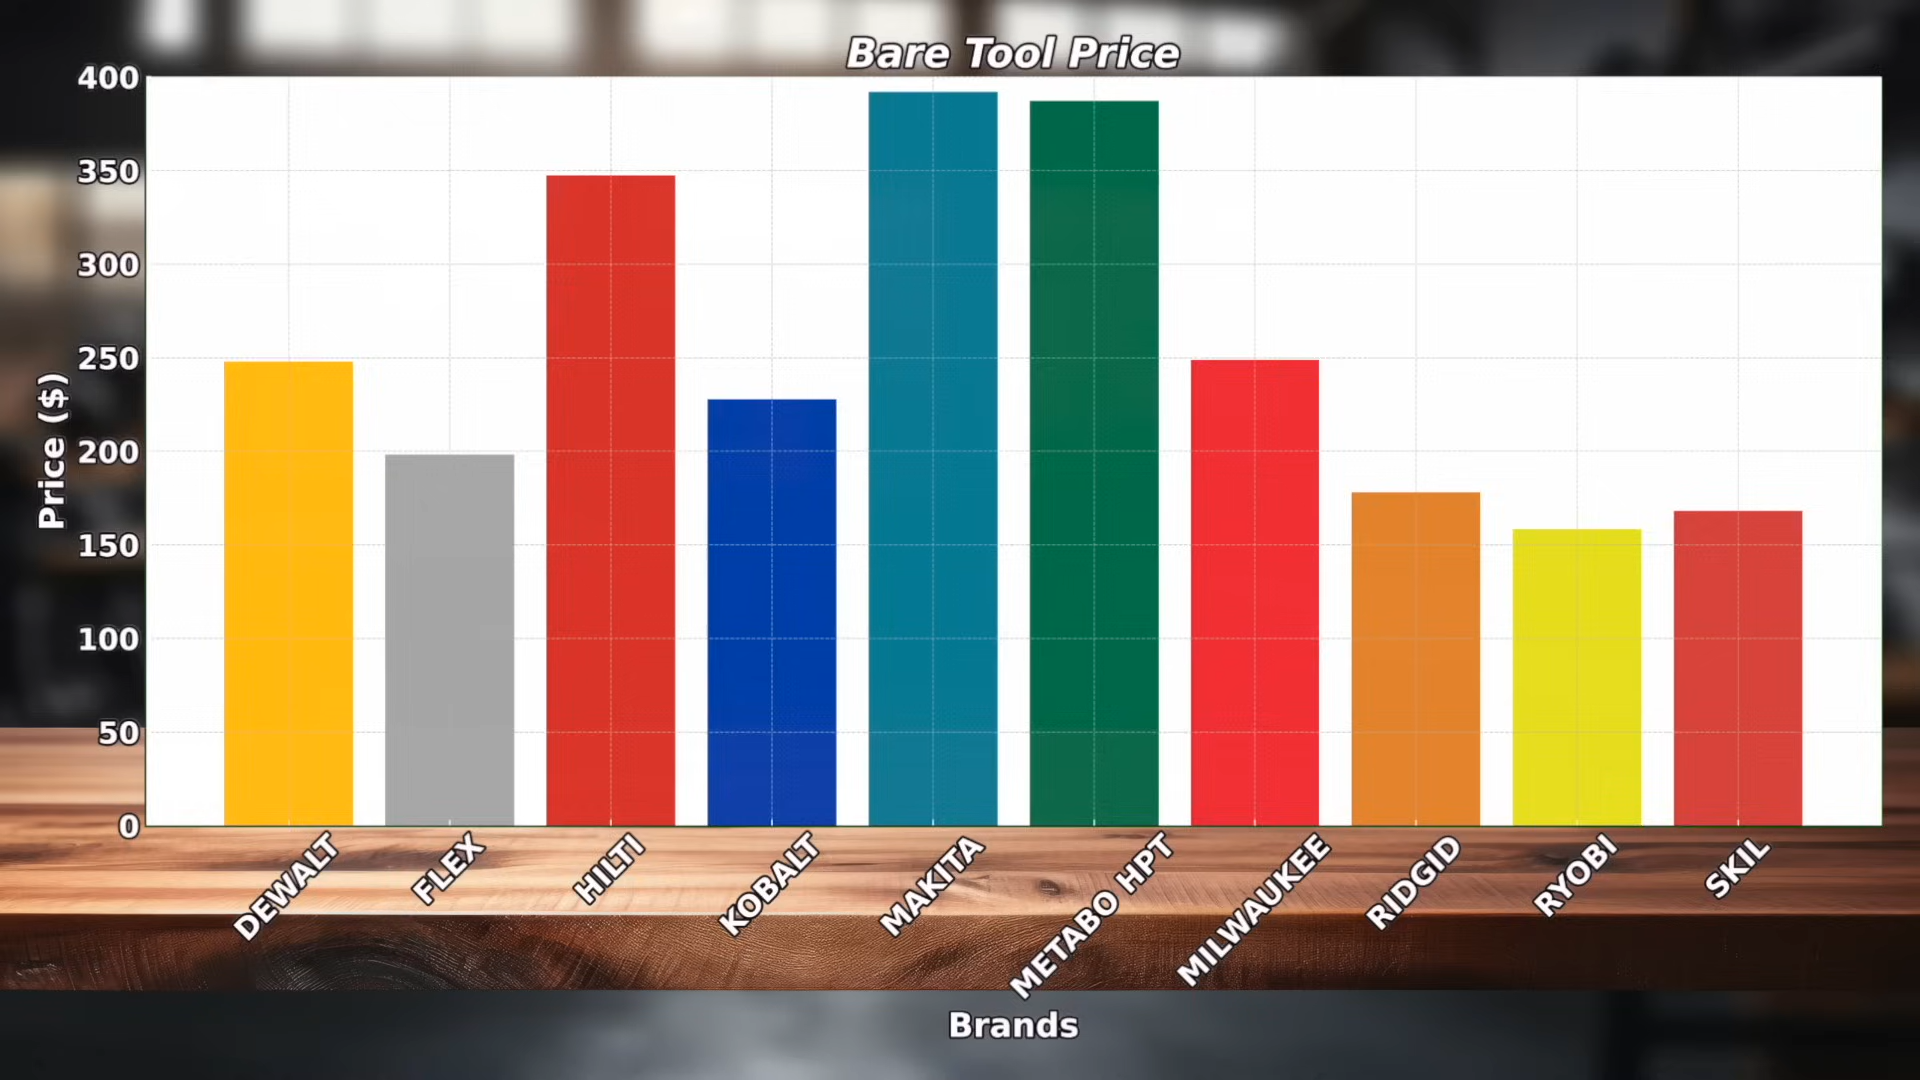 Bare Tool Price
400
350
300
250
200
150
100
50
0
Price ($)
DEWALT
FLEX
HILTI
KOBALT
MAKITA
METABO HPT
MILWAUKEE
RIDGID
RYOBI
SKIL
Brands